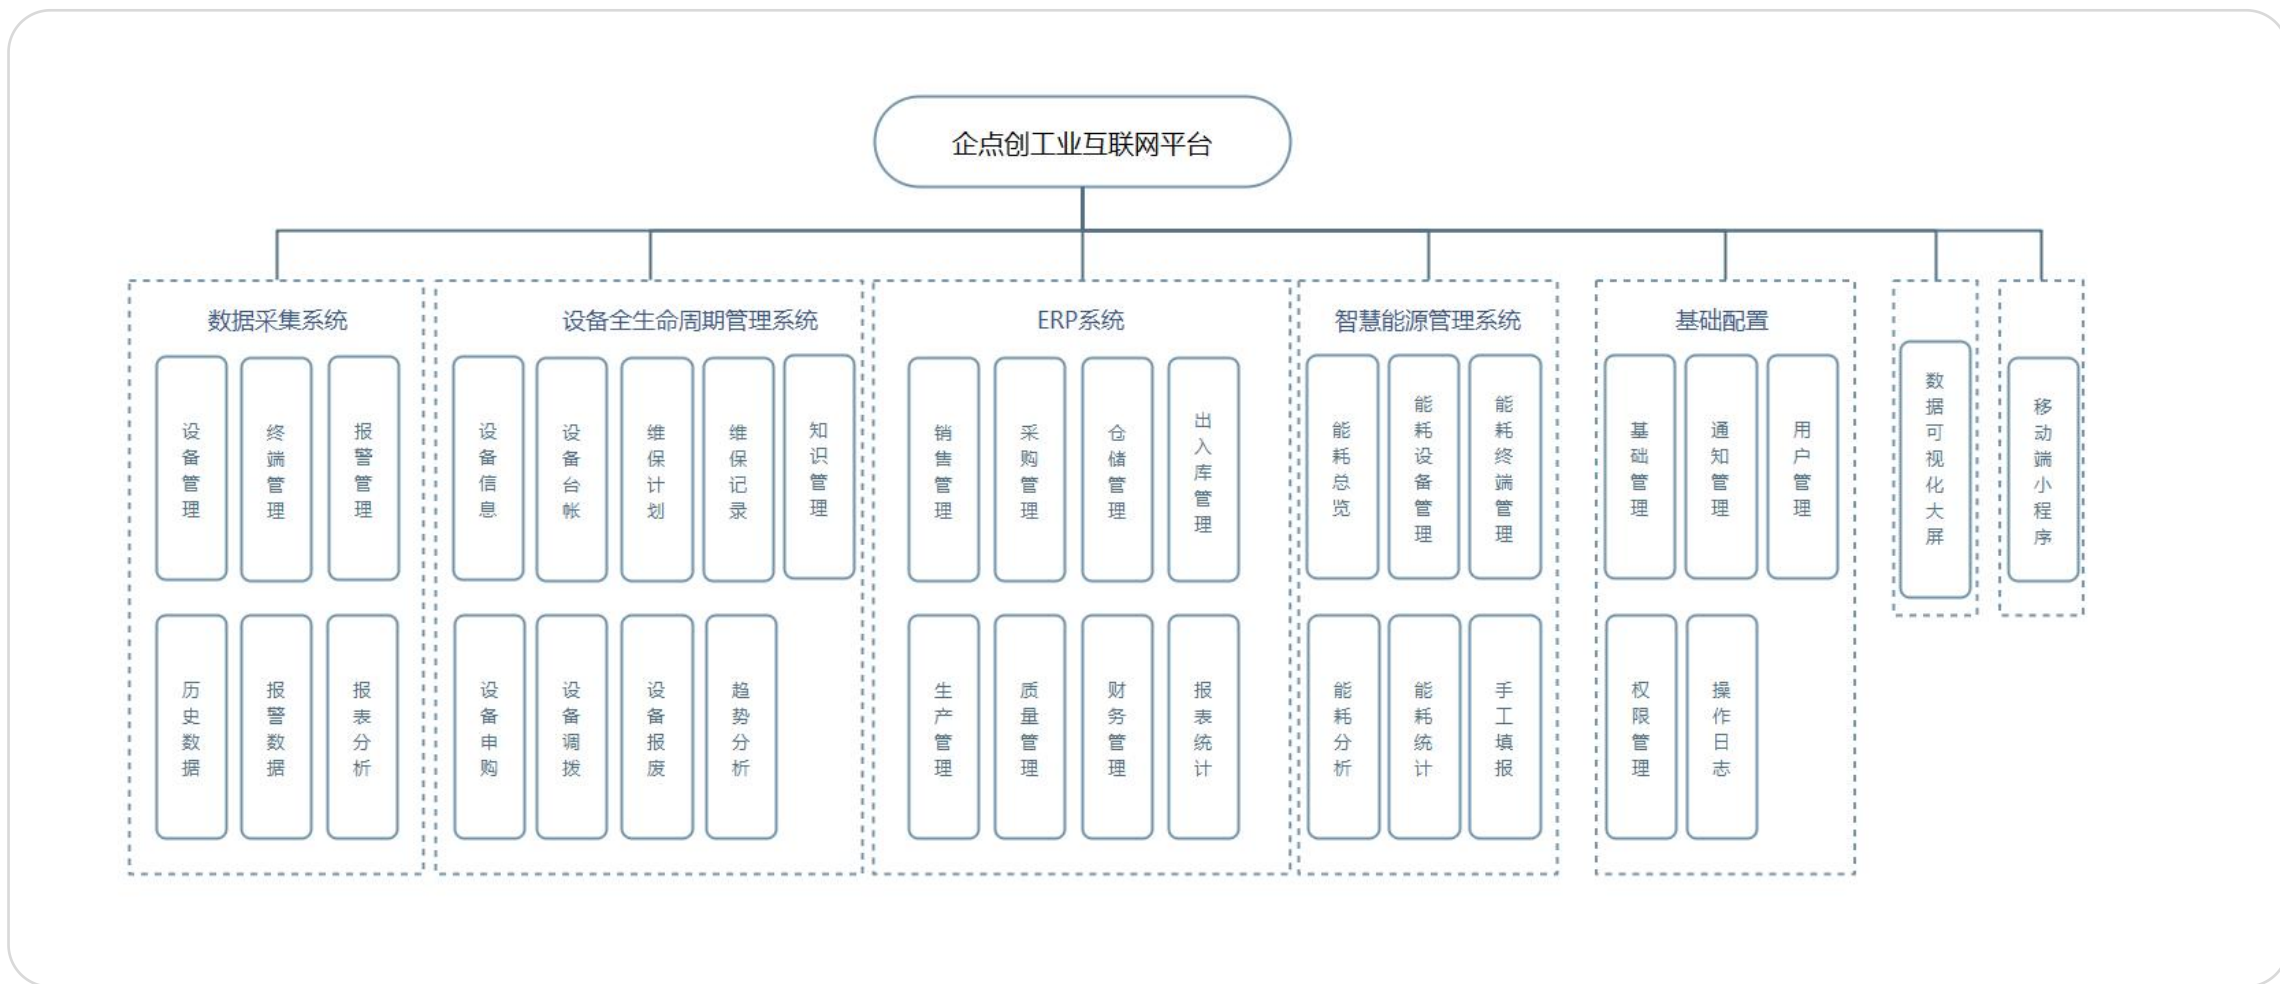 企点创工业互联网平台
数据采集系统
设备管理
终端管理
报警管理
历史数据
报警数据
报表分析
设备全生命周期管理系统
设备信息
设备台帐
维保计划
维保记录
知识管理
设备申购
设备调拨
设备报废
趋势分析
ERP系统
销售管理
采购管理
仓储管理
出入库管理
生产管理
质量管理
财务管理
报表统计
智慧能源管理系统
能耗总览
能耗设备管理
能耗终端管理
能耗分析
能耗统计
手工填报
基础配置
基础管理
通知管理
用户管理
权限管理
操作日志
数据可视化大屏
移动端小程序